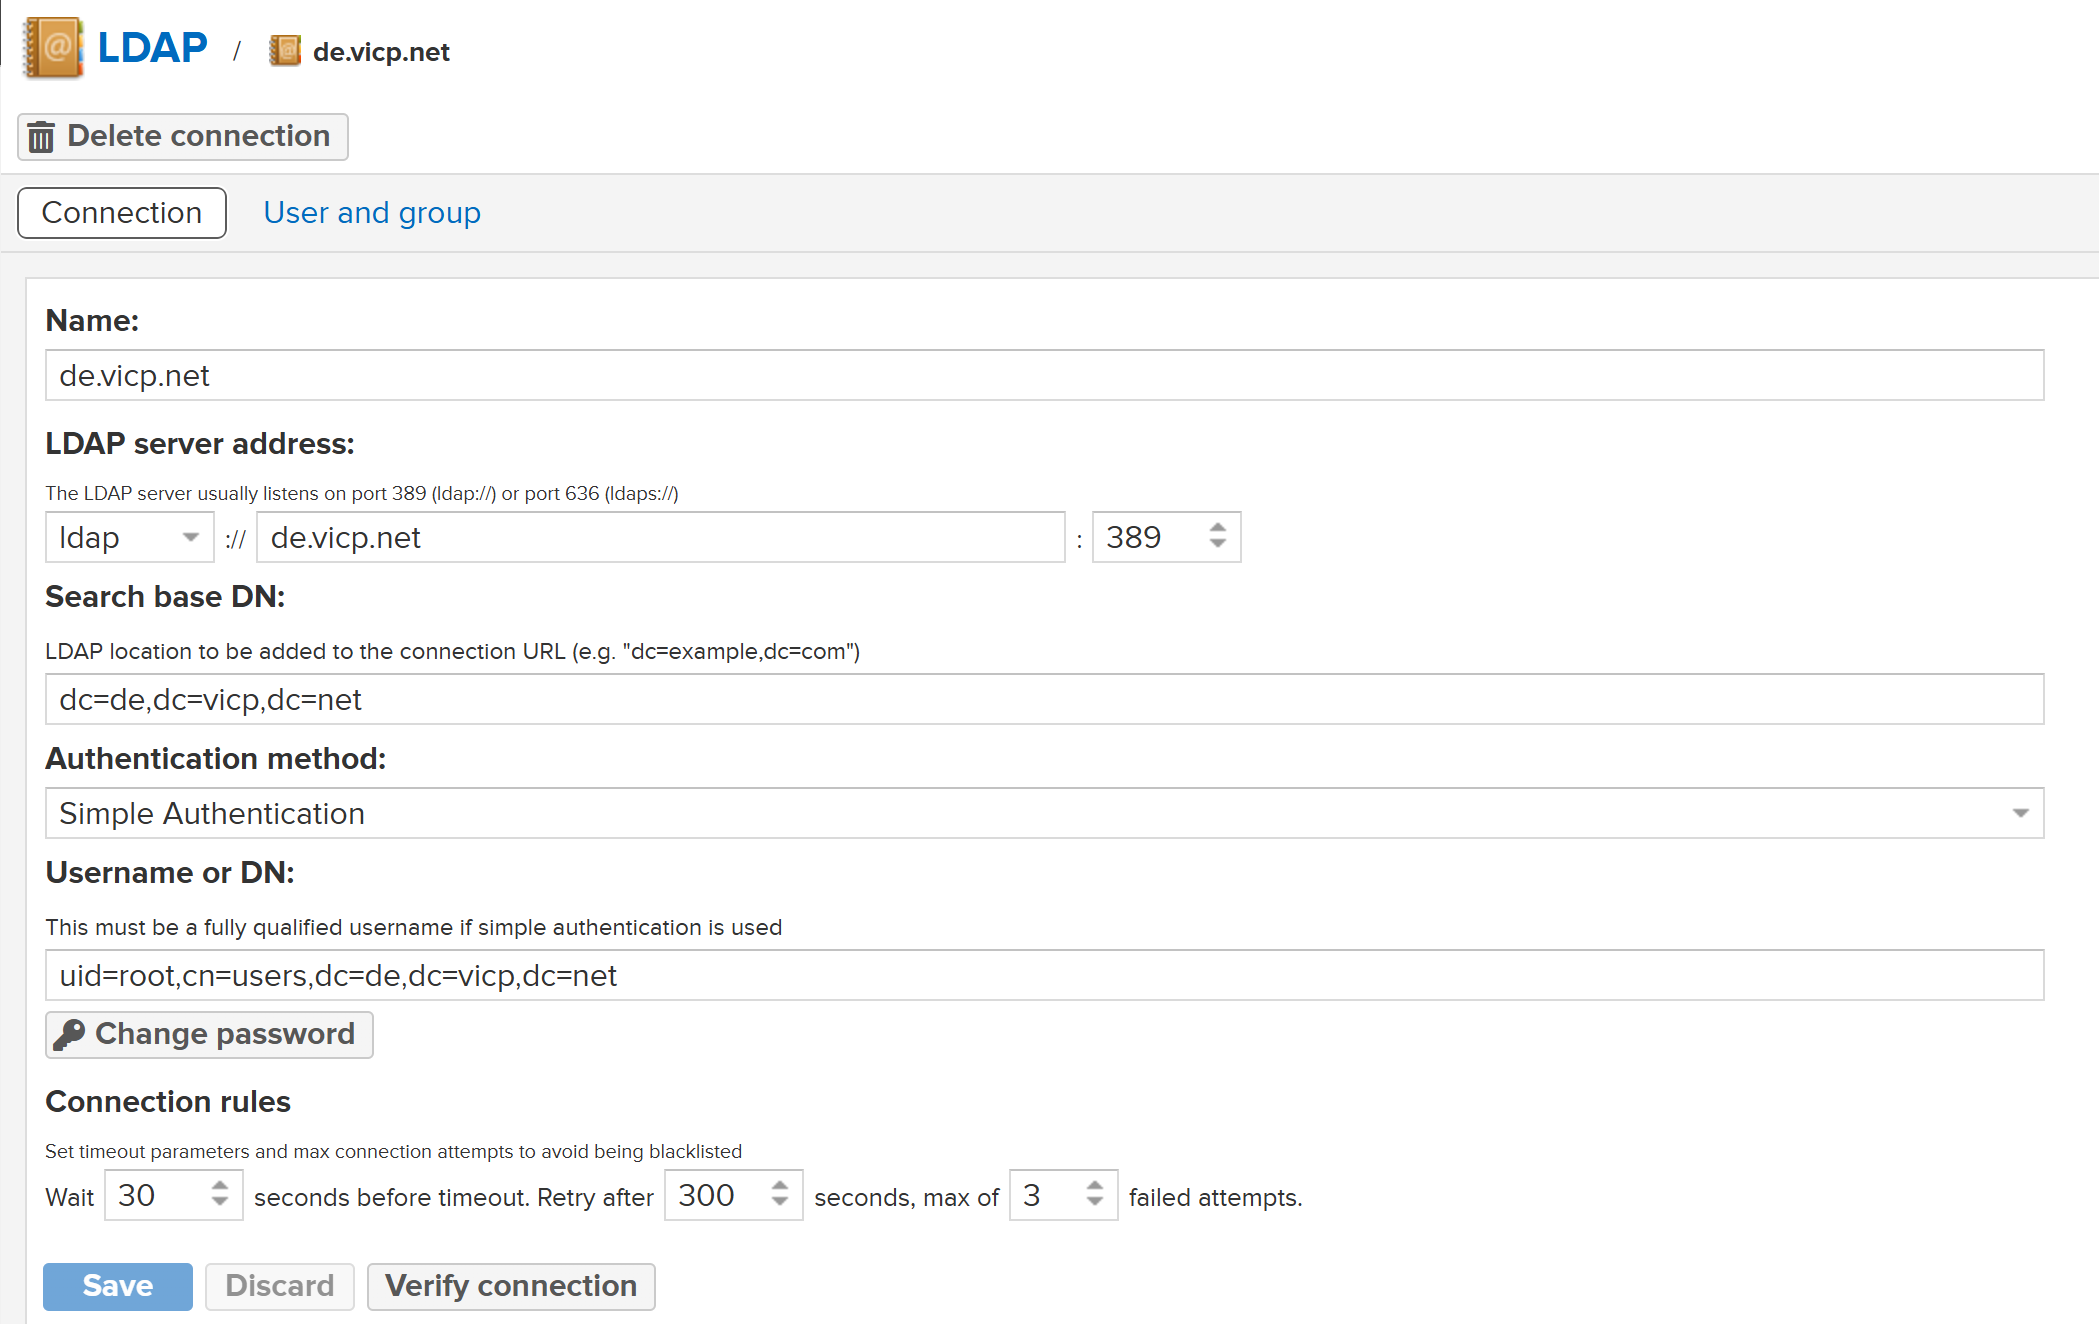 LDAP / de.vicp.net
Delete connection
Connection User and group
Name:
de.vicp.net
LDAP server address:
The LDAP server usually listens on port 389 (ldap://) or port 636 (ldaps://)
ldap :// de.vicp.net : 389
Search base DN:
LDAP location to be added to the connection URL (e.g. "dc=example,dc=com")
dc=de,dc=vicp,dc=net
Authentication method:
Simple Authentication
Username or DN:
This must be a fully qualified username if simple authentication is used
uid=root,cn=users,dc=de,dc=vicp,dc=net
Change password
Connection rules
Set timeout parameters and max connection attempts to avoid being blacklisted
Wait 30 seconds before timeout. Retry after 300 seconds, max of 3 failed attempts.
Save Discard Verify connection